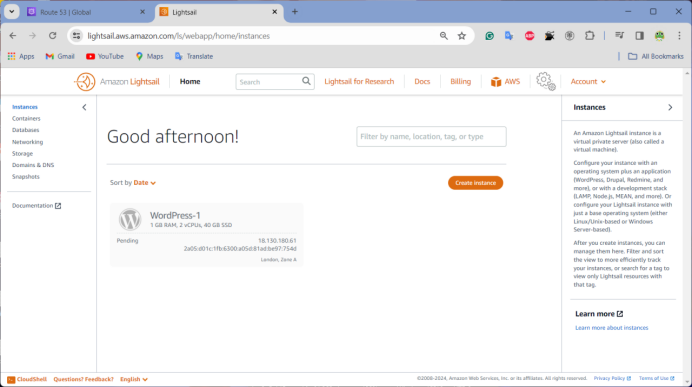 Route 53 | Global
Lightsail
lightsail.aws.amazon.com/ls/webapp/home/instances
Apps
Gmail
YouTube
Maps
Translate
All Bookmarks
Amazon Lightsail
Home
Search
Lightsail for Research
Docs
Billing
AWS
Account
Instances
Containers
Databases
Networking
Storage
Domains & DNS
Snapshots
Documentation
Good afternoon!
Filter by name, location, tag, or type
Sort by Date
Create instance
WordPress-1
1 GB RAM, 2 vCPUs, 40 GB SSD
Pending
18.130.180.61
2a05:d01c:1fb:6300:a05d:81ad:be97:754d
London, Zone A
Instances
An Amazon Lightsail instance is a
virtual private server (also called a
virtual machine).
Configure your instance with an
operating system plus an application
(WordPress, Drupal, Redmine, and
more), or with a development stack
(LAMP, Node.js, MEAN, and more). Or
configure your Lightsail instance with
just a base operating system (either
Linux/Unix-based or Windows
Server-based).
After you create instances, you can
manage them here. Filter and sort
the view to more efficiently track
your instances, or search for a tag to
view only Lightsail resources with
that tag.
Learn more
Learn more about instances
CloudShell
Questions? Feedback?
English
©2008-2024, Amazon Web Services, Inc. or its affiliates. All rights reserved.
Privacy Policy
Terms of Use